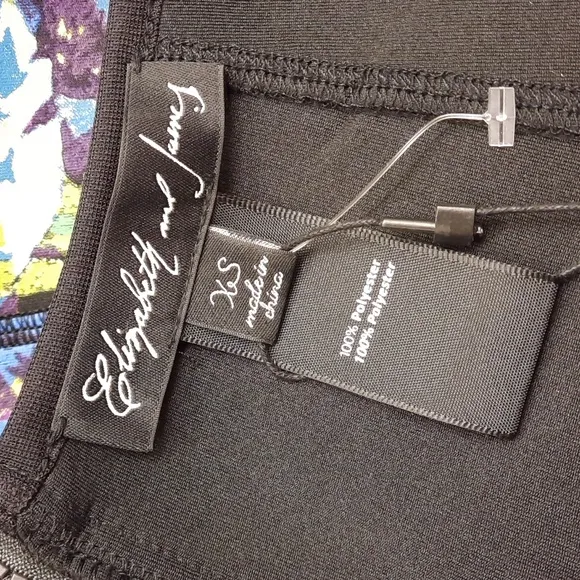 Elizabeth and James
XS
made in
china
100% Polyester
100% Polyester